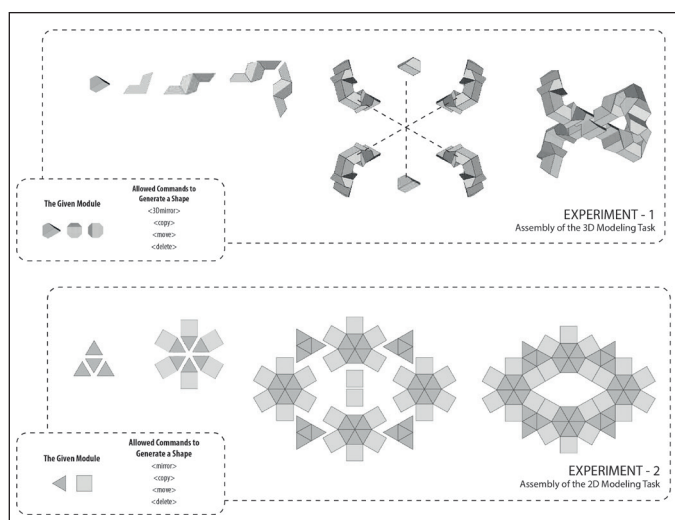 The Given Module
Allowed Commands to
Generate a Shape
<3Dmirror>
<copy>
<move>
<delete>
EXPERIMENT - 1
Assembly of the 3D Modeling Task
The Given Module
Allowed Commands to
Generate a Shape
<mirror>
<copy>
<move>
<delete>
EXPERIMENT - 2
Assembly of the 2D Modeling Task